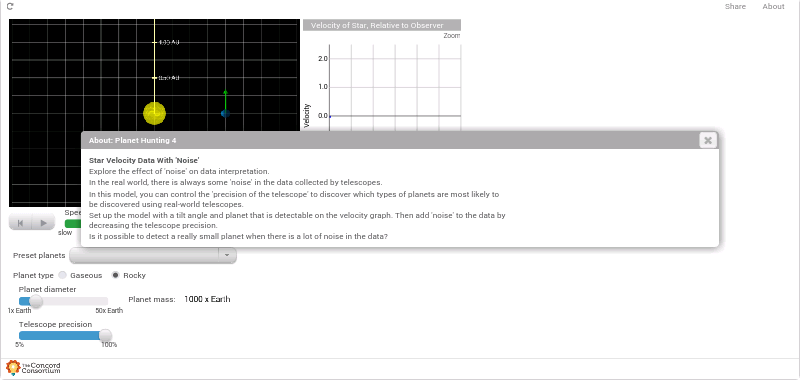 Share About
Velocity of Star, Relative to Observer
Zoom
1.00 AU
0.50 AU
2.0
1.0
0.0
Velocity
About: Planet Hunting 4
Star Velocity Data With 'Noise'
Explore the effect of 'noise' on data interpretation.
In the real world, there is always some 'noise' in the data collected by telescopes.
In this model, you can control the 'precision of the telescope' to discover which types of planets are most likely to
be discovered using real-world telescopes.
Set up the model with a tilt angle and planet that is detectable on the velocity graph. Then add 'noise' to the data by
decreasing the telescope precision.
Is it possible to detect a really small planet when there is a lot of noise in the data?
slow
Preset planets
Planet type Gaseous Rocky
Planet diameter
1x Earth 50x Earth
Planet mass: 1000 x Earth
Telescope precision
5% 100%
The Concord
Consortium